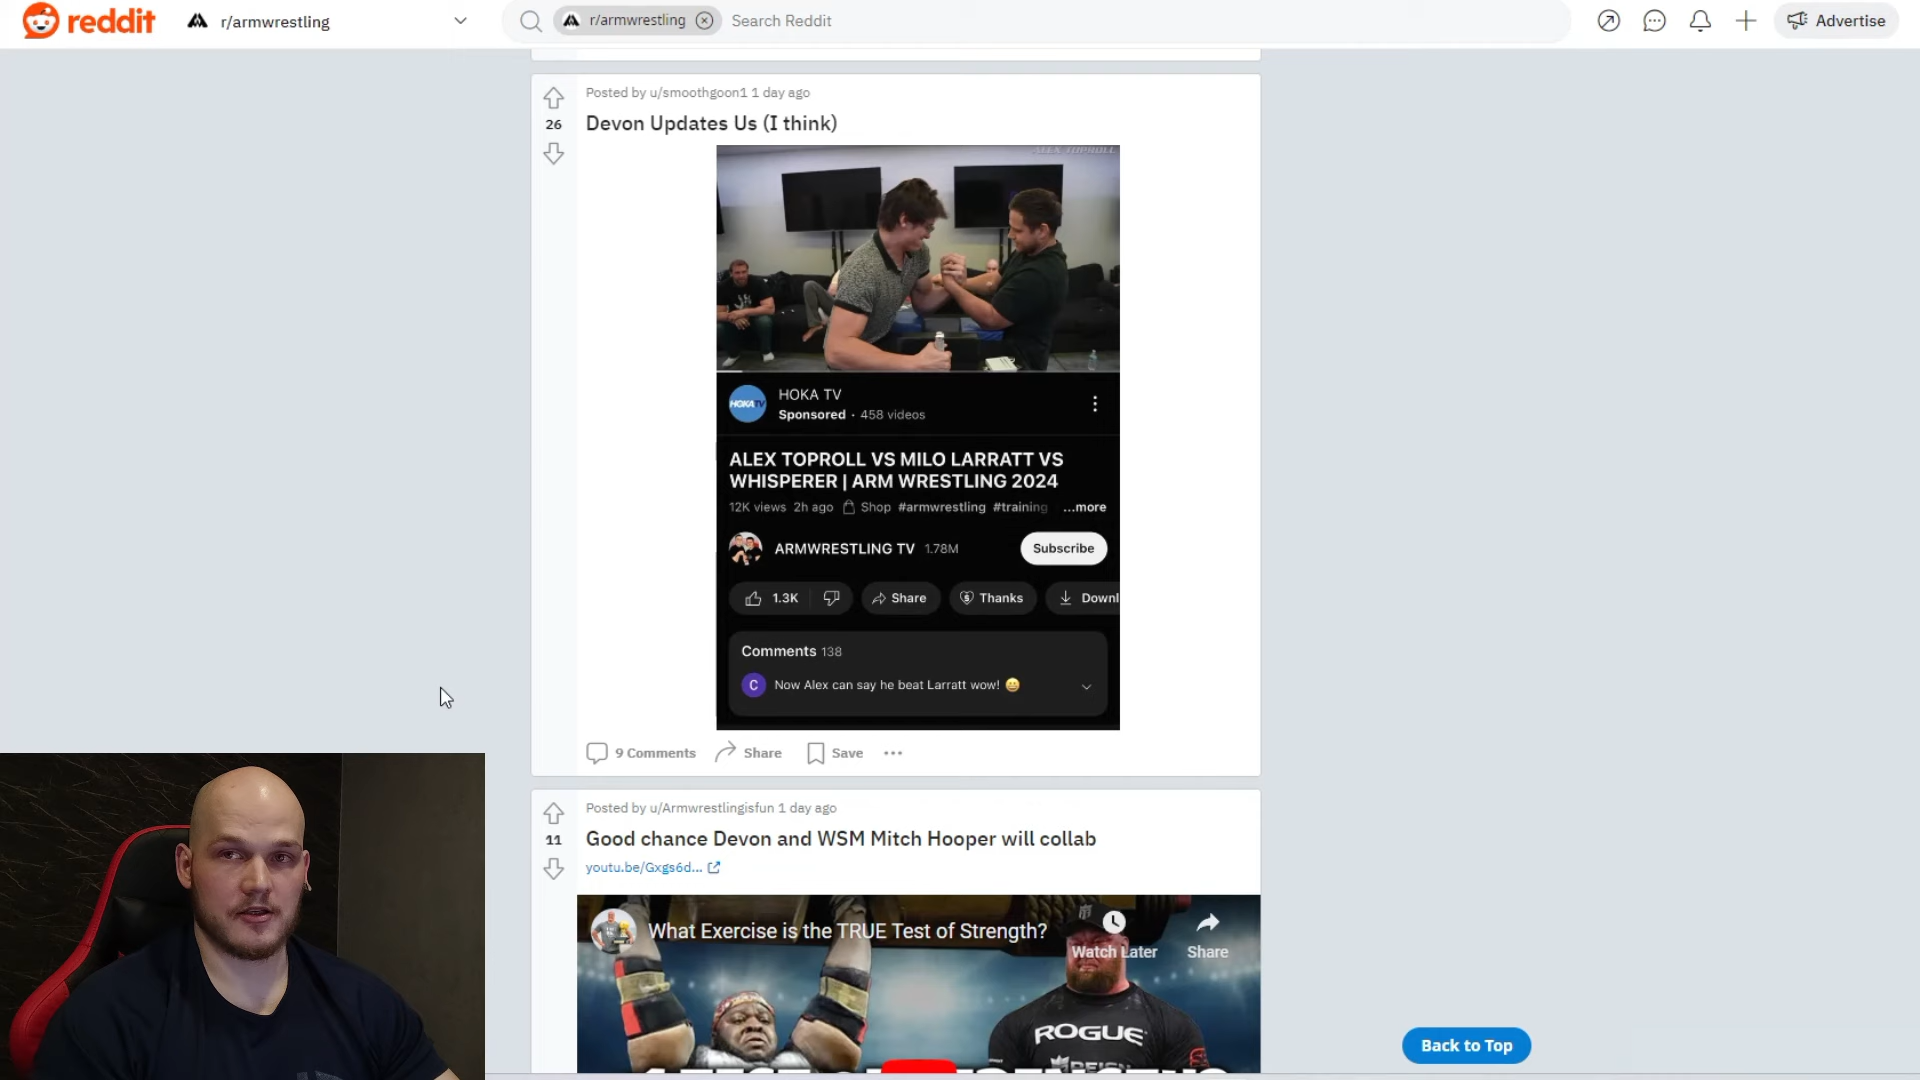 reddit
r/armwrestling
r/armwrestling
Search Reddit
Advertise
Posted by u/smoothgoon1 1 day ago
26
Devon Updates Us (I think)
ALEX TOPROLL
HOKA TV
HOKA TV
Sponsored · 458 videos
ALEX TOPROLL VS MILO LARRATT VS
WHISPERER | ARM WRESTLING 2024
12K views 2h ago Shop #armwrestling #training ...more
ARMWRESTLING TV 1.78M
Subscribe
1.3K
Share
Thanks
Downl
Comments 138
C
Now Alex can say he beat Larratt wow! 😄
9 Comments
Share
Save
Posted by u/Armwrestlingisfun 1 day ago
11
Good chance Devon and WSM Mitch Hooper will collab
youtu.be/Gxgs6d...
What Exercise is the TRUE Test of Strength?
Watch Later
Share
ROGUE
REIGN
Back to Top